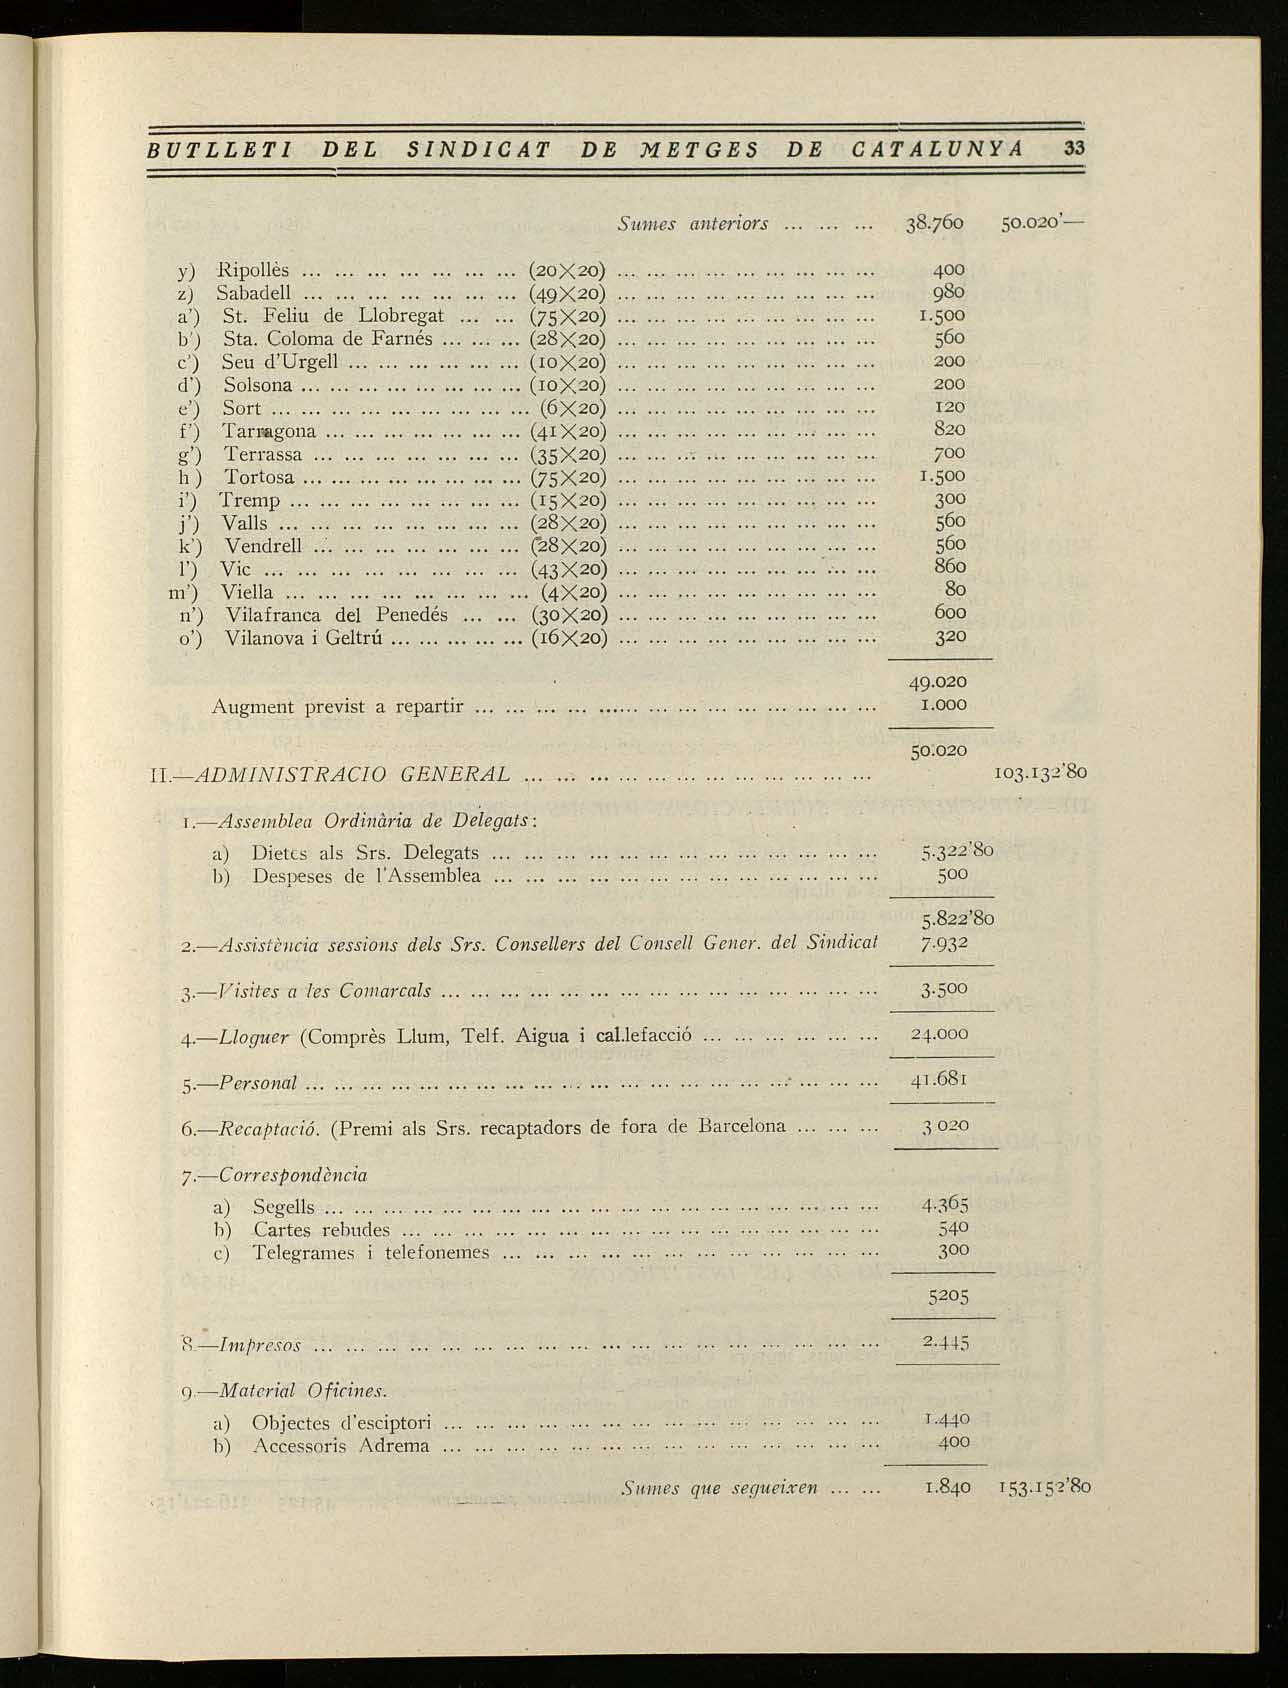 BUTLLETI DEL SINDICAT DE METGES DE CATALUNYA 33
Sumes anteriors ... ... ... 38.760 50.020'—
y) Ripollès ... ... ... ... ... ... ... (20×20) ... ... ... ... ... ... ... ... ... 400
z) Sabadell ... ... ... ... ... ... ... (49×20) ... ... ... ... ... ... ... ... ... 980
a') St. Feliu de Llobregat ... ... (75×20) ... ... ... ... ... ... ... ... ... 1.500
b') Sta. Coloma de Farnés ... ... ... (28×20) ... ... ... ... ... ... ... ... ... 560
c') Seu d'Urgell ... ... ... ... ... ... (10×20) ... ... ... ... ... ... ... ... ... 200
d') Solsona ... ... ... ... ... ... ... ... (10×20) ... ... ... ... ... ... ... ... ... 200
e') Sort ... ... ... ... ... ... ... ... ... (6×20) ... ... ... ... ... ... ... ... ... 120
f') Tarragona ... ... ... ... ... ... ... (41×20) ... ... ... ... ... ... ... ... ... 820
g') Terrassa ... ... ... ... ... ... ... (35×20) ... ... ... ... ... ... ... ... ... 700
h ) Tortosa ... ... ... ... ... ... ... ... (75×20) ... ... ... ... ... ... ... ... ... 1.500
i') Tremp ... ... ... ... ... ... ... ... (15×20) ... ... ... ... ... ... ... ... ... 300
j') Valls ... ... ... ... ... ... ... ... (28×20) ... ... ... ... ... ... ... ... ... 560
k') Vendrell ... ... ... ... ... ... ... (28×20) ... ... ... ... ... ... ... ... ... 560
l') Vic ... ... ... ... ... ... ... ... (43×20) ... ... ... ... ... ... ... ... ... 860
m') Viella ... ... ... ... ... ... ... ... (4×20) ... ... ... ... ... ... ... ... ... 80
n') Vilafranca del Penedés ... ... (30×20) ... ... ... ... ... ... ... ... ... 600
o') Vilanova i Geltrú ... ... ... ... ... (16×20) ... ... ... ... ... ... ... ... ... 320
49.020
Augment previst a repartir ... ... ... ... ... ... ... ... ... ... ... ... ... 1.000
50.020
II.—ADMINISTRACIO GENERAL ... ... ... ... ... ... ... ... ... ... ... 103.132'80
1.—Assemblea Ordinària de Delegats:
a) Dietes als Srs. Delegats ... ... ... ... ... ... ... ... ... ... ... ... ... 5.322'80
b) Despeses de l'Assemblea ... ... ... ... ... ... ... ... ... ... ... ... ... 500
5.822'80
2.—Assistència sessions dels Srs. Consellers del Consell Gener. del Sindicat 7.932
3.—Visites a les Comarcals ... ... ... ... ... ... ... ... ... ... ... ... ... ... ... 3.500
4.—Lloguer (Comprès Llum, Telf. Aigua i cal.lefacció ... ... ... ... ... ... 24.000
5.—Personal ... ... ... ... ... ... ... ... ... ... ... ... ... ... ... ... ... ... ... ... 41.681
6.—Recaptació. (Premi als Srs. recaptadors de fora de Barcelona ... ... ... 3 020
7.—Correspondència
a) Segells ... ... ... ... ... ... ... ... ... ... ... ... ... ... ... ... ... ... ... 4.365
b) Cartes rebudes ... ... ... ... ... ... ... ... ... ... ... ... ... ... ... ... 540
c) Telegrames i telefonemes ... ... ... ... ... ... ... ... ... ... ... ... 300
5205
8.—Impresos ... ... ... ... ... ... ... ... ... ... ... ... ... ... ... ... ... ... 2.445
9.—Material Oficines.
a) Objectes d'esciptori ... ... ... ... ... ... ... ... ... ... ... ... ... ... 1.440
b) Accessoris Adrema ... ... ... ... ... ... ... ... ... ... ... ... ... ... 400
Sumes que segueixen ... ... 1.840 153.152'80